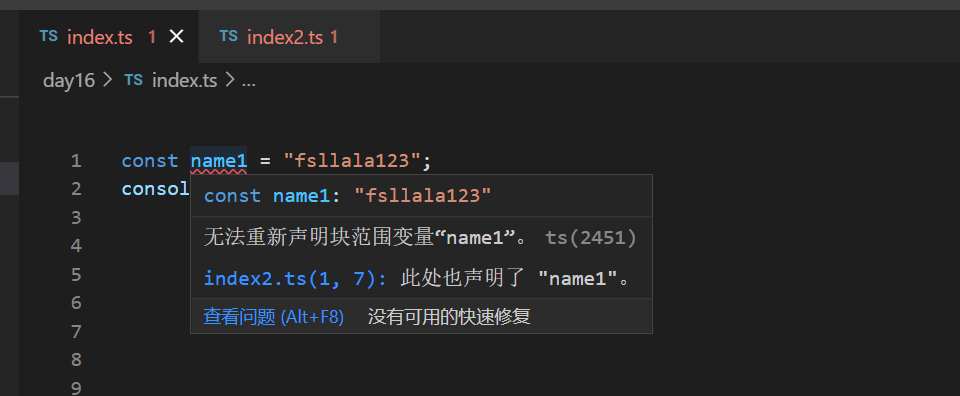 TS index.ts 1 × TS index2.ts 1
day16 > TS index.ts > ...
1 const name1 = "fsllala123";
2 consol
const name1: "fsllala123"
3
无法重新声明块范围变量“name1”。 ts(2451)
4
5 index2.ts(1, 7): 此处也声明了 "name1"。
6 查看问题 (Alt+F8) 没有可用的快速修复
7
8
9